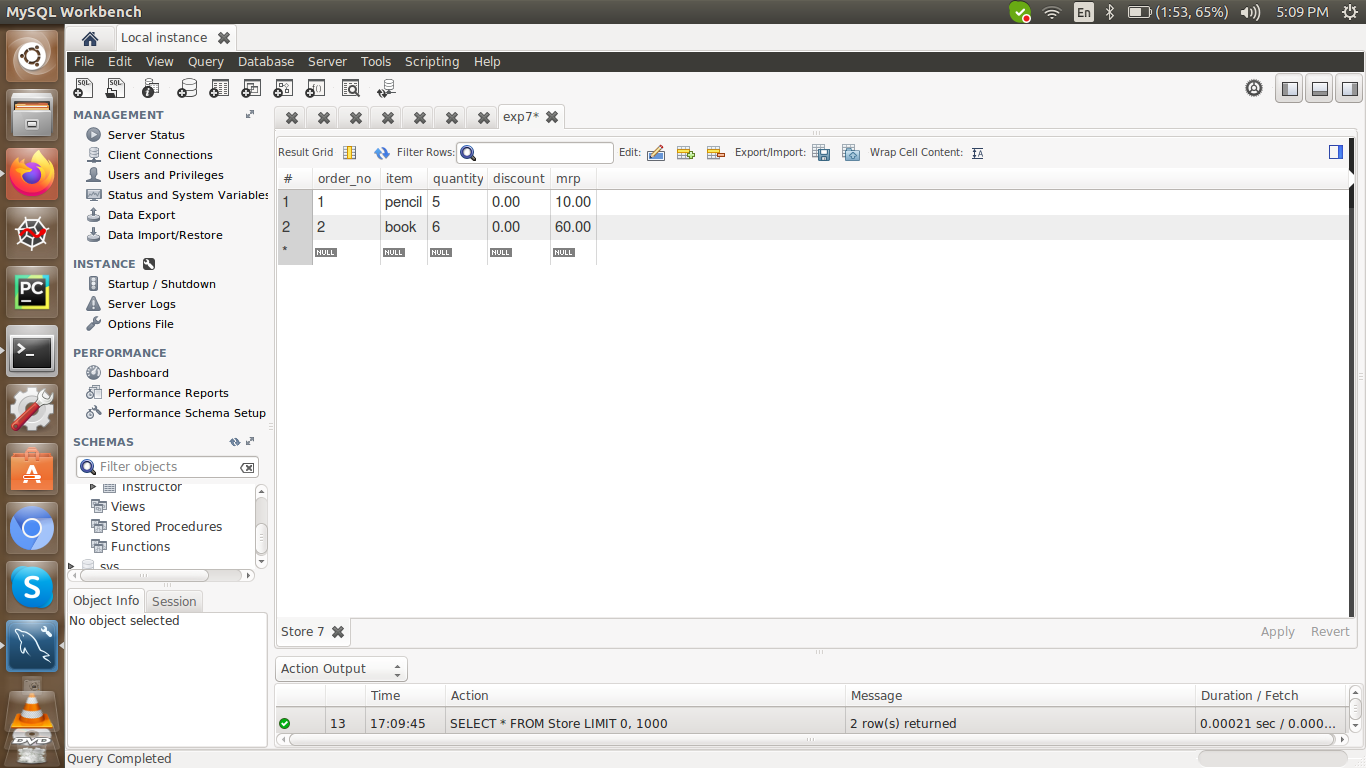 MySQL Workbench
En
(1:53, 65%)
5:09 PM
Local instance
File Edit View Query Database Server Tools Scripting Help
MANAGEMENT
Server Status
Client Connections
Users and Privileges
Status and System Variables
Data Export
Data Import/Restore
INSTANCE
Startup / Shutdown
Server Logs
Options File
PERFORMANCE
Dashboard
Performance Reports
Performance Schema Setup
SCHEMAS
Filter objects
Instructor
Views
Stored Procedures
Functions
sys
Object Info Session
No object selected
exp7*
Result Grid Filter Rows: Edit: Export/Import: Wrap Cell Content:
# order_no item quantity discount mrp
1 1 pencil 5 0.00 10.00
2 2 book 6 0.00 60.00
* NULL NULL NULL NULL NULL
Store 7
Apply Revert
Action Output
Time Action Message Duration / Fetch
13 17:09:45 SELECT * FROM Store LIMIT 0, 1000 2 row(s) returned 0.00021 sec / 0.000...
Query Completed
PC
A
S
DVD